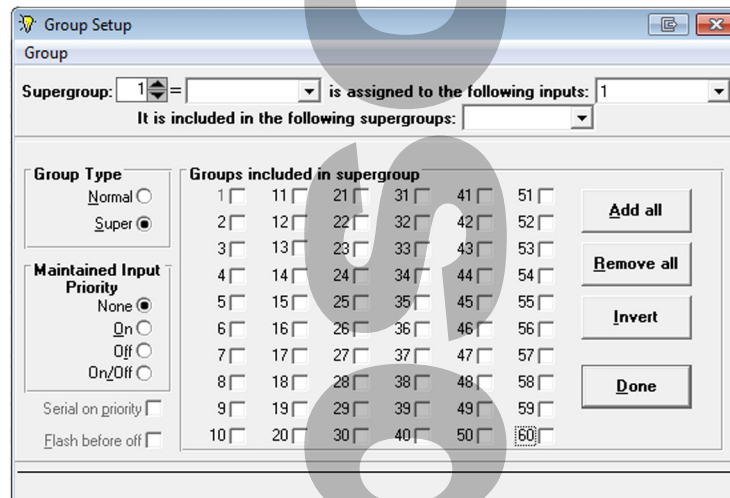 Group Setup
Group
Supergroup: 1 = is assigned to the following inputs: 1
It is included in the following supergroups:
Group Type
Normal
Super
Maintained Input
Priority
None
On
Off
On/Off
Serial on priority
Flash before off
Groups included in supergroup
1 11 21 31 41 51
2 12 22 32 42 52
3 13 23 33 43 53
4 14 24 34 44 54
5 15 25 35 45 55
6 16 26 36 46 56
7 17 27 37 47 57
8 18 28 38 48 58
9 19 29 39 49 59
10 20 30 40 50 60
Add all
Remove all
Invert
Done